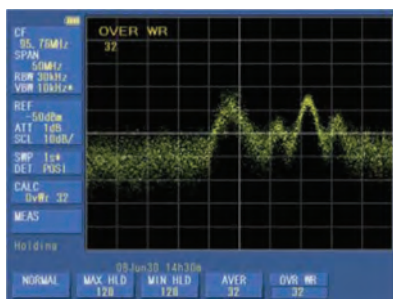 CF
95.75MHz
SPAN
50MHz
RBW 30kHz
VBW 10kHz*
REF
-50dBm
ATT 1dB
SCL 10dB/
SWP 1s*
DET POSI
CALC
OvWr 32
MEAS
Holding
OVER WR
32
09Jun30 14h30m
NORMAL
MAX HLD
128
MIN HLD
128
AVER
32
OVR WR
32